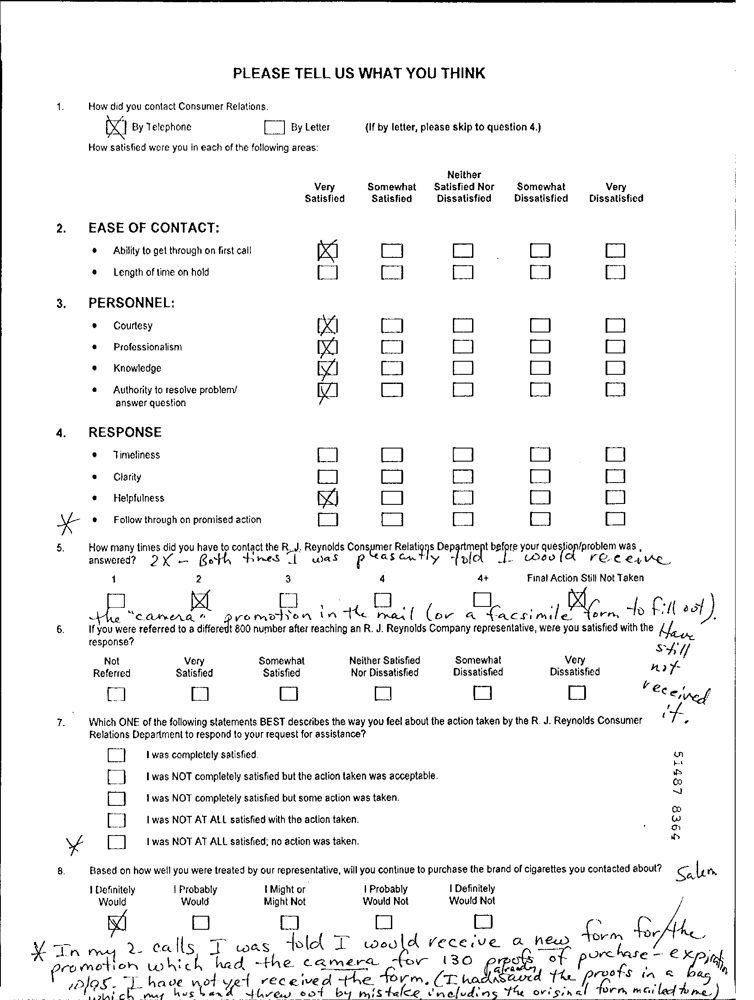 PLEASE TELL US WHAT YOU THINK
1. How did you contact Consumer Relations.
By Telephone By Letter (If by letter, please skip to question 4.)
How satisfied were you in each of the following areas:
Very Satisfied Somewhat Satisfied Neither Satisfied Nor Dissatisfied Somewhat Dissatisfied Very Dissatisfied
2. EASE OF CONTACT:
• Ability to get through on first call
• Length of time on hold
3. PERSONNEL:
• Courtesy
• Professionalism
• Knowledge
• Authority to resolve problem/
answer question
4. RESPONSE
• Timeliness
• Clarity
• Helpfulness
* • Follow through on promised action
5. How many times did you have to contact the R. J. Reynolds Consumer Relations Department before your question/problem was
answered? 2X - Both times I was pleasantly told I would receive
1 2 3 4 4+ Final Action Still Not Taken
the "camera" promotion in the mail (or a facsimile form to fill out).
6. If you were referred to a different 800 number after reaching an R. J. Reynolds Company representative, were you satisfied with the
response?
Have
still
not
received
it.
Not Referred Very Satisfied Somewhat Satisfied Neither Satisfied Nor Dissatisfied Somewhat Dissatisfied Very Dissatisfied
7. Which ONE of the following statements BEST describes the way you feel about the action taken by the R. J. Reynolds Consumer
Relations Department to respond to your request for assistance?
I was completely satisfied.
I was NOT completely satisfied but the action taken was acceptable.
I was NOT completely satisfied but some action was taken.
I was NOT AT ALL satisfied with the action taken.
* I was NOT AT ALL satisfied; no action was taken.
51487 8364
8. Based on how well you were treated by our representative, will you continue to purchase the brand of cigarettes you contacted about? Salem
I Definitely Would I Probably Would I Might or Might Not I Probably Would Not I Definitely Would Not
* In my 2 calls, I was told I would receive a new form for the
promotion which had the camera for 130 proofs of purchase - expiration
10/95. I have not yet received the form. (I had already saved the proofs in a bag
which my husband threw out by mistake including the original form mailed to me)